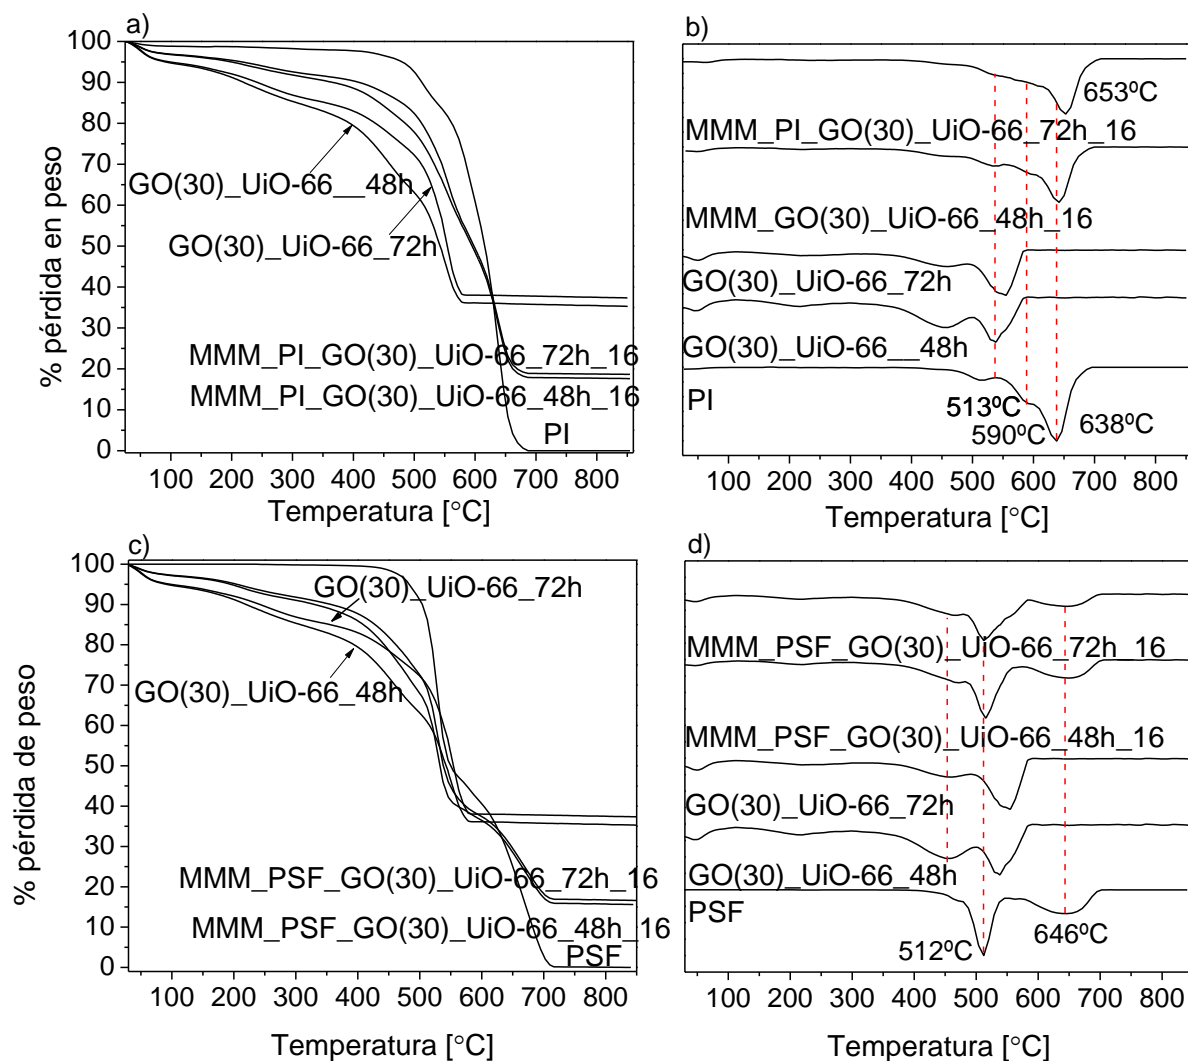 a)
% pérdida en peso
100
90
80
70
60
50
40
30
20
10
0
GO(30)_UiO-66__48h
GO(30)_UiO-66_72h
MMM_PI_GO(30)_UiO-66_72h_16
MMM_PI_GO(30)_UiO-66_48h_16
PI
100 200 300 400 500 600 700 800
Temperatura [°C]
b)
653ºC
MMM_PI_GO(30)_UiO-66_72h_16
MMM_GO(30)_UiO-66_48h_16
GO(30)_UiO-66_72h
GO(30)_UiO-66__48h
PI
513ºC
590ºC
638ºC
100 200 300 400 500 600 700 800
Temperatura [°C]
c)
% pérdida de peso
100
90
80
70
60
50
40
30
20
10
0
GO(30)_UiO-66_72h
GO(30)_UiO-66_48h
MMM_PSF_GO(30)_UiO-66_72h_16
MMM_PSF_GO(30)_UiO-66_48h_16
PSF
100 200 300 400 500 600 700 800
Temperatura [°C]
d)
MMM_PSF_GO(30)_UiO-66_72h_16
MMM_PSF_GO(30)_UiO-66_48h_16
GO(30)_UiO-66_72h
GO(30)_UiO-66_48h
PSF
512ºC
646ºC
100 200 300 400 500 600 700 800
Temperatura [°C]